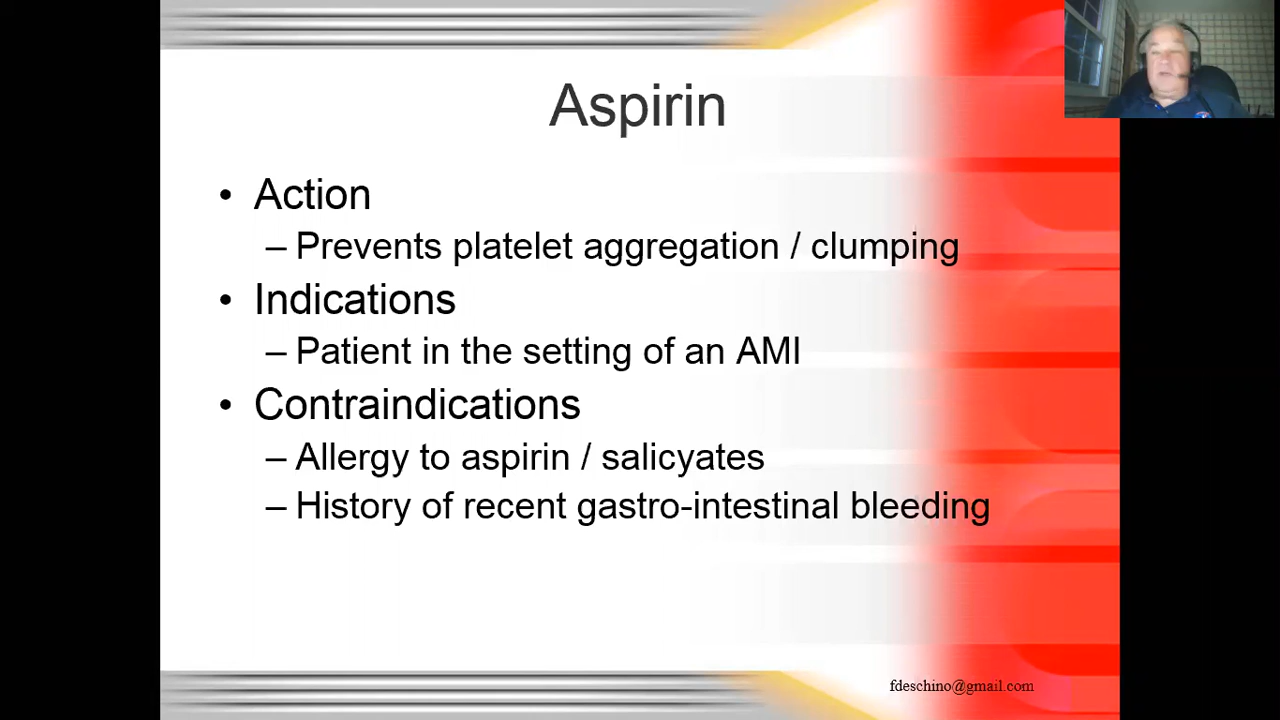 Aspirin
• Action
– Prevents platelet aggregation / clumping
• Indications
– Patient in the setting of an AMI
• Contraindications
– Allergy to aspirin / salicyates
– History of recent gastro-intestinal bleeding
fdeschino@gmail.com